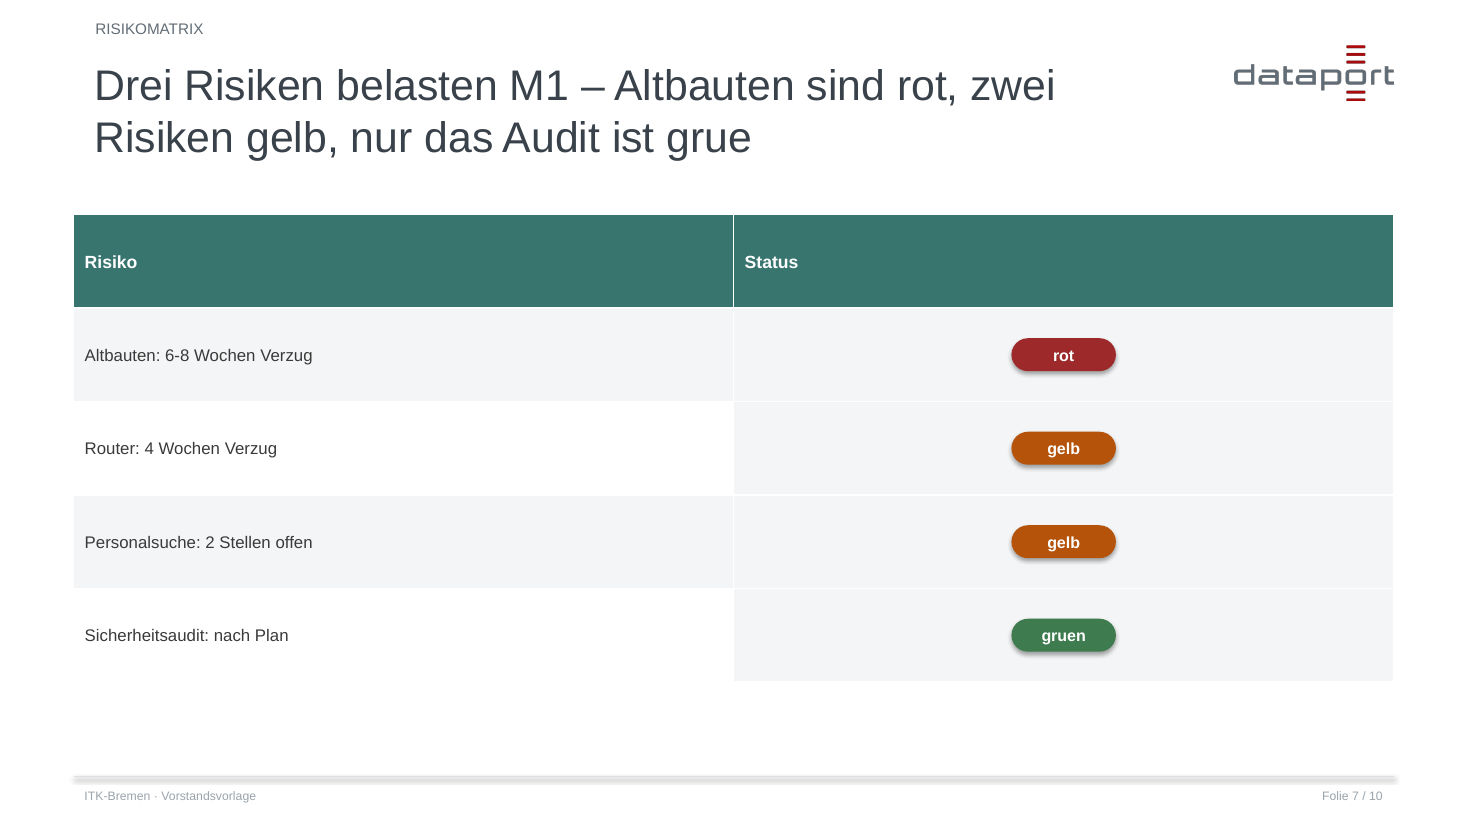 RISIKOMATRIX
dataport
Drei Risiken belasten M1 – Altbauten sind rot, zwei
Risiken gelb, nur das Audit ist grue
Risiko Status
Altbauten: 6-8 Wochen Verzug rot
Router: 4 Wochen Verzug gelb
Personalsuche: 2 Stellen offen gelb
Sicherheitsaudit: nach Plan gruen
ITK-Bremen · Vorstandsvorlage Folie 7 / 10